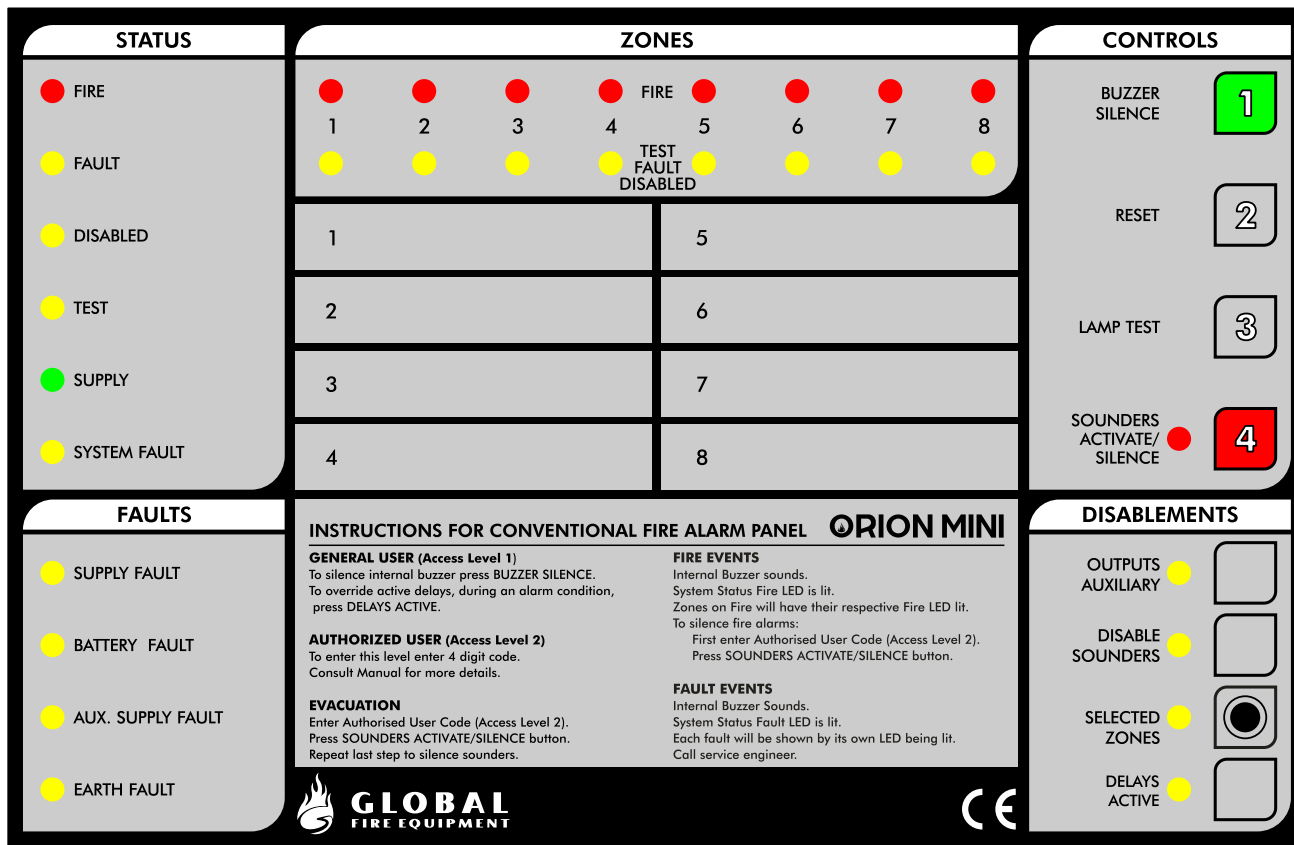 STATUS
FIRE
FAULT
DISABLED
TEST
SUPPLY
SYSTEM FAULT
ZONES
FIRE
1 2 3 4 5 6 7 8
TEST
FAULT
DISABLED
1
2
3
4
5
6
7
8
CONTROLS
BUZZER
SILENCE
1
RESET
2
LAMP TEST
3
SOUNDERS
ACTIVATE/
SILENCE
4
FAULTS
SUPPLY FAULT
BATTERY FAULT
AUX. SUPPLY FAULT
EARTH FAULT
INSTRUCTIONS FOR CONVENTIONAL FIRE ALARM PANEL
ORION MINI
GENERAL USER (Access Level 1)
To silence internal buzzer press BUZZER SILENCE.
To override active delays, during an alarm condition,
press DELAYS ACTIVE.
AUTHORIZED USER (Access Level 2)
To enter this level enter 4 digit code.
Consult Manual for more details.
EVACUATION
Enter Authorised User Code (Access Level 2).
Press SOUNDERS ACTIVATE/SILENCE button.
Repeat last step to silence sounders.
FIRE EVENTS
Internal Buzzer sounds.
System Status Fire LED is lit.
Zones on Fire will have their respective Fire LED lit.
To silence fire alarms:
First enter Authorised User Code (Access Level 2).
Press SOUNDERS ACTIVATE/SILENCE button.
FAULT EVENTS
Internal Buzzer Sounds.
System Status Fault LED is lit.
Each fault will be shown by its own LED being lit.
Call service engineer.
GLOBAL
FIRE EQUIPMENT
CE
DISABLEMENTS
OUTPUTS
AUXILIARY
DISABLE
SOUNDERS
SELECTED
ZONES
DELAYS
ACTIVE